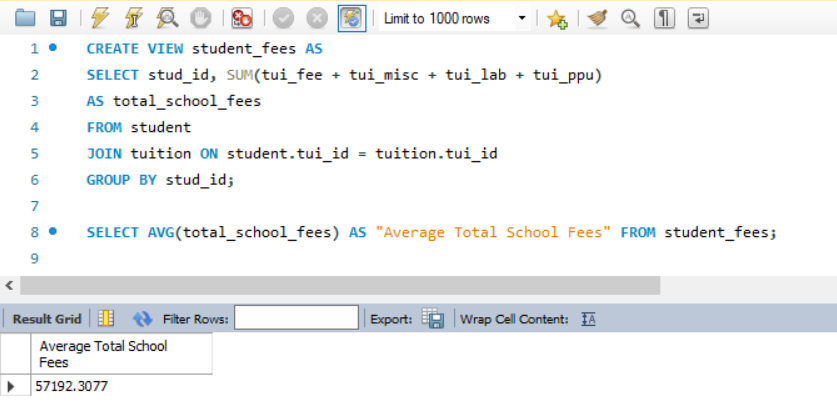 Limit to 1000 rows
1 CREATE VIEW student_fees AS
2 SELECT stud_id, SUM(tui_fee + tui_misc + tui_lab + tui_ppu)
3 AS total_school_fees
4 FROM student
5 JOIN tuition ON student.tui_id = tuition.tui_id
6 GROUP BY stud_id;
7
8 SELECT AVG(total_school_fees) AS "Average Total School Fees" FROM student_fees;
9
Result Grid Filter Rows: Export: Wrap Cell Content: IA
Average Total School
Fees
57192.3077